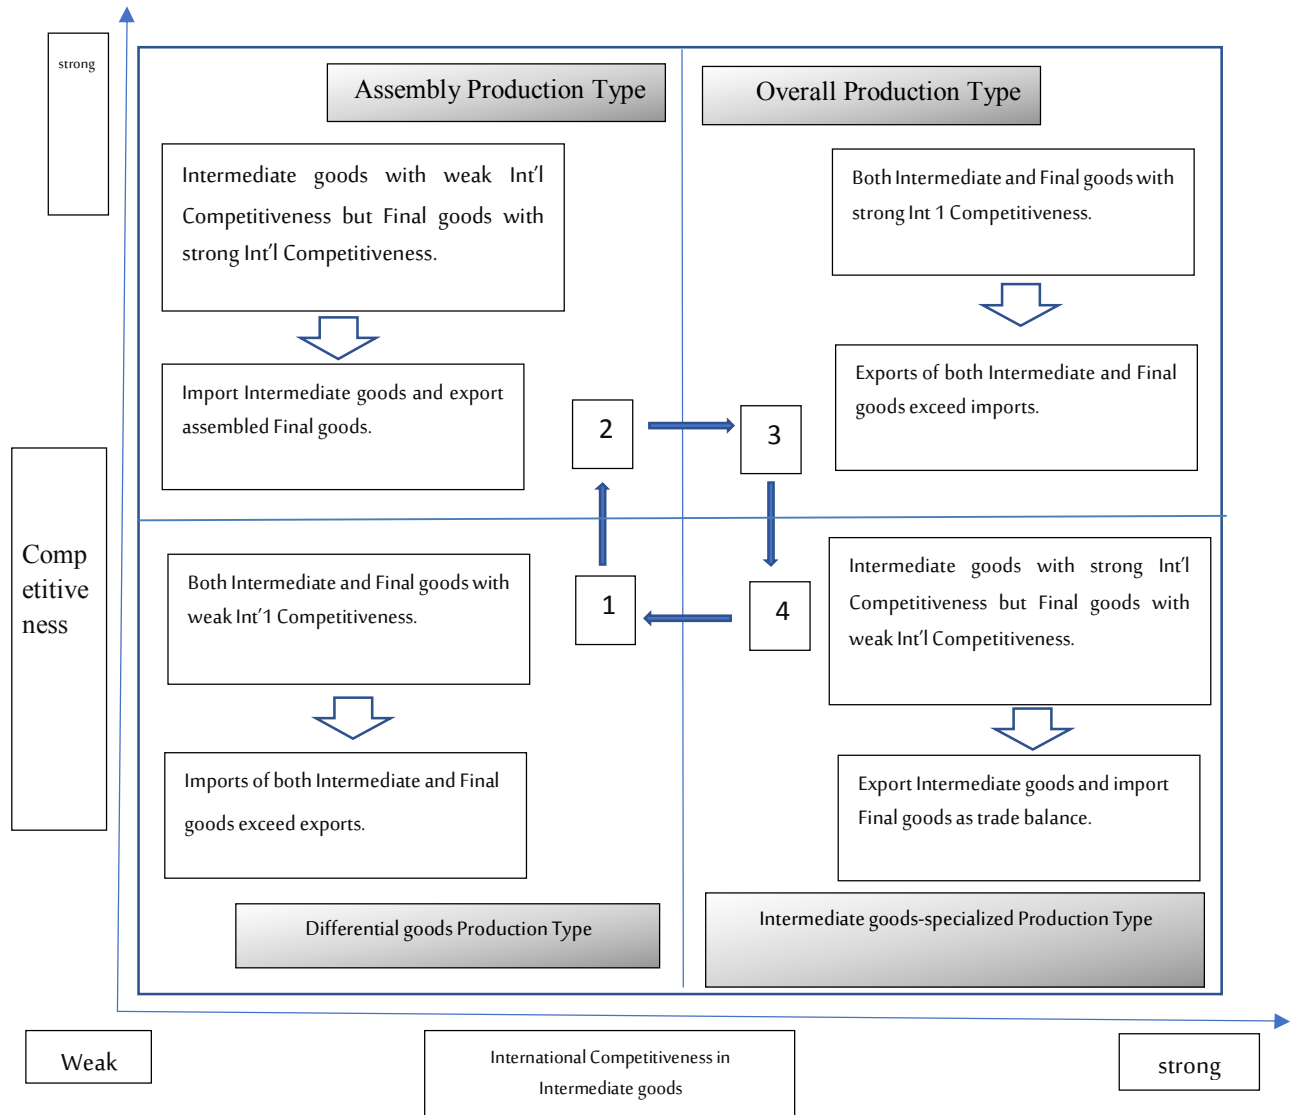 strong
Assembly Production Type
Overall Production Type
Intermediate goods with weak Int'l
Competitiveness but Final goods with
strong Int'l Competitiveness.
Both Intermediate and Final goods with
strong Int 1 Competitiveness.
Import Intermediate goods and export
assembled Final goods.
Exports of both Intermediate and Final
goods exceed imports.
2
3
Comp
etitive
ness
Both Intermediate and Final goods with
weak Int'1 Competitiveness.
1
4
Intermediate goods with strong Int'l
Competitiveness but Final goods with
weak Int'l Competitiveness.
Imports of both Intermediate and Final
goods exceed exports.
Export Intermediate goods and import
Final goods as trade balance.
Differential goods Production Type
Intermediate goods-specialized Production Type
Weak
International Competitiveness in
Intermediate goods
strong